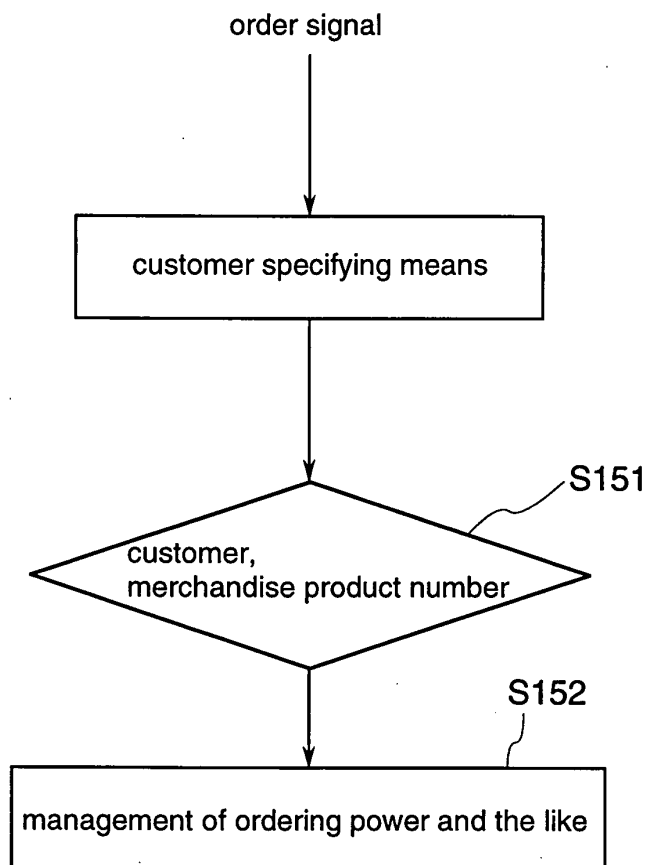 order signal
customer specifying means
S151
customer,
merchandise product number
S152
management of ordering power and the like